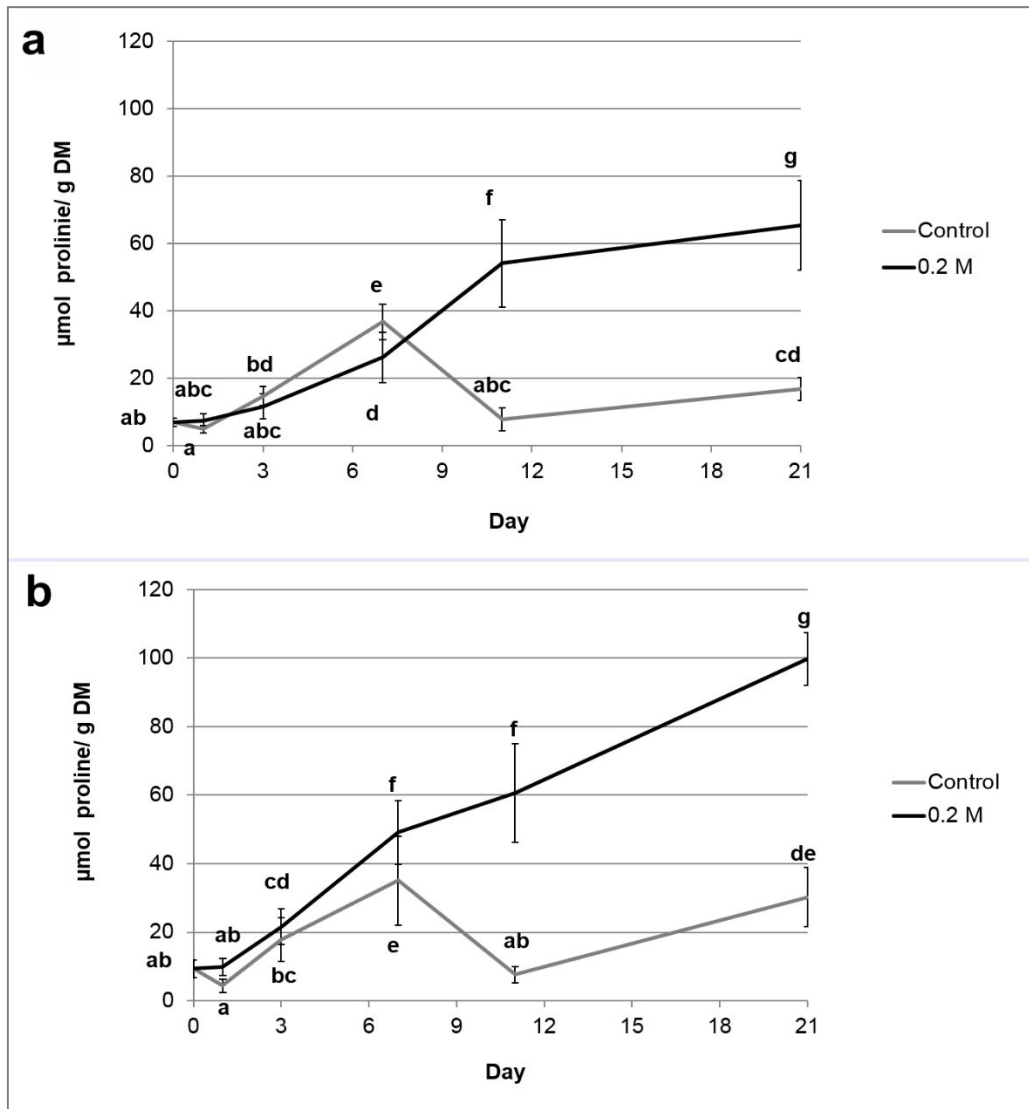 a
120
100
80
60
40
20
0
µmol prolinie/ g DM
ab
a
abc
bd
abc
e
d
f
abc
g
cd
0 3 6 9 12 15 18 21
Day
Control
0.2 M
b
120
100
80
60
40
20
0
µmol proline/ g DM
ab
ab
a
cd
bc
f
e
f
ab
g
de
0 3 6 9 12 15 18 21
Day
Control
0.2 M